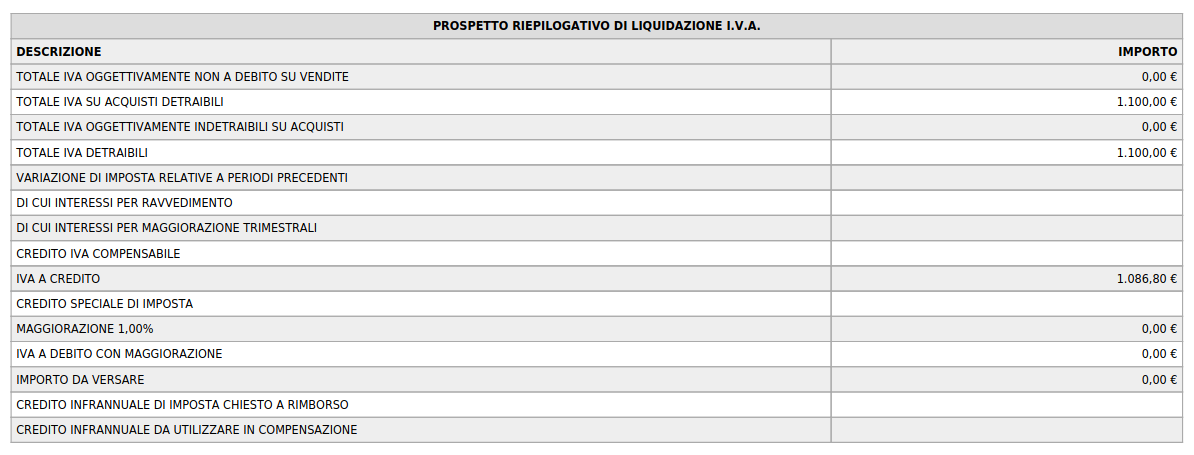 PROSPETTO RIEPILOGATIVO DI LIQUIDAZIONE I.V.A.
DESCRIZIONE IMPORTO
TOTALE IVA OGGETTIVAMENTE NON A DEBITO SU VENDITE 0,00 €
TOTALE IVA SU ACQUISTI DETRAIBILI 1.100,00 €
TOTALE IVA OGGETTIVAMENTE INDETRAIBILI SU ACQUISTI 0,00 €
TOTALE IVA DETRAIBILI 1.100,00 €
VARIAZIONE DI IMPOSTA RELATIVE A PERIODI PRECEDENTI
DI CUI INTERESSI PER RAVVEDIMENTO
DI CUI INTERESSI PER MAGGIORAZIONE TRIMESTRALI
CREDITO IVA COMPENSABILE
IVA A CREDITO 1.086,80 €
CREDITO SPECIALE DI IMPOSTA
MAGGIORAZIONE 1,00% 0,00 €
IVA A DEBITO CON MAGGIORAZIONE 0,00 €
IMPORTO DA VERSARE 0,00 €
CREDITO INFRANNUALE DI IMPOSTA CHIESTO A RIMBORSO
CREDITO INFRANNUALE DA UTILIZZARE IN COMPENSAZIONE